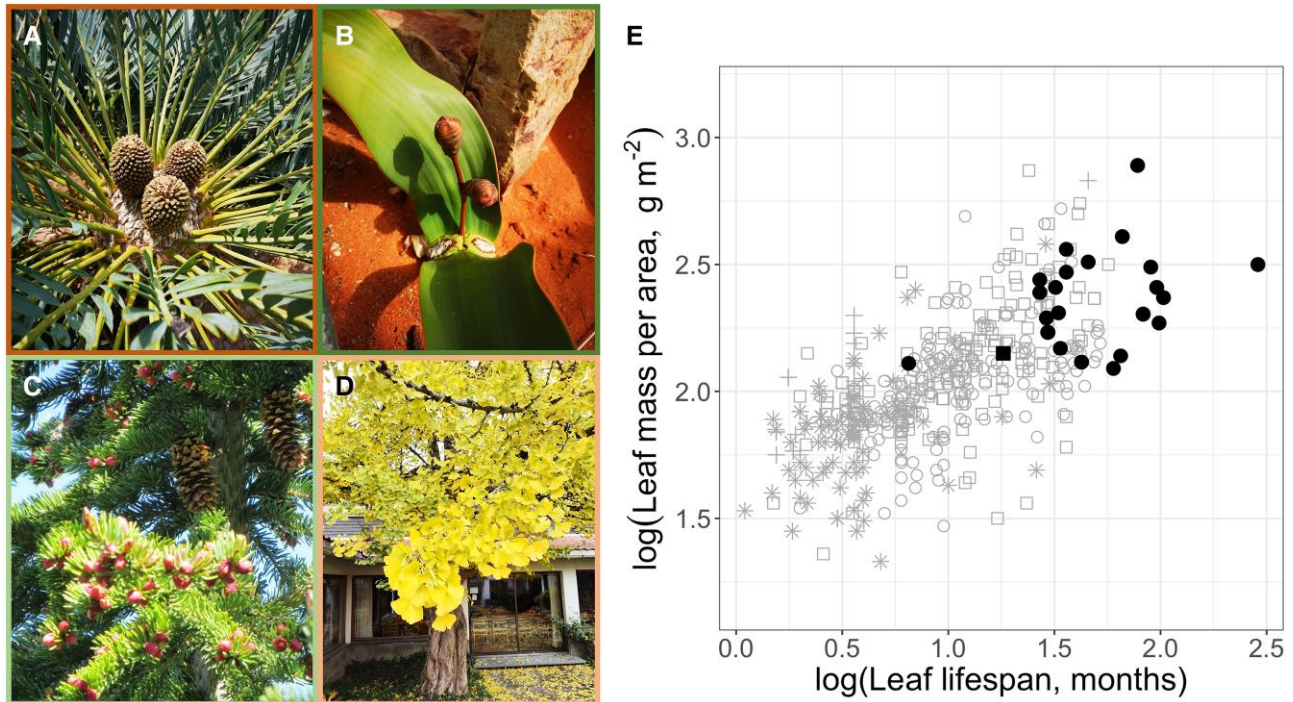 A
B
C
D
E
log(Leaf mass per area, g m⁻²)
3.0
2.5
2.0
1.5
0.0
0.5
1.0
1.5
2.0
2.5
log(Leaf lifespan, months)